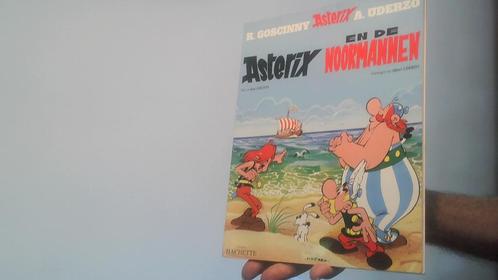 R. GOSCINNY Asterix A. UDERZO
Asterix
EN DE
NOORMANNEN
HACHETTE